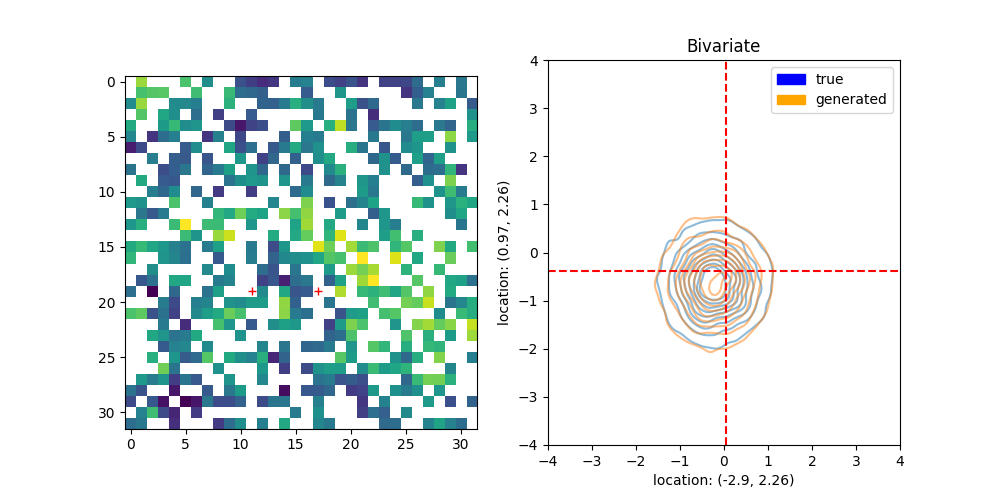 Bivariate
0
5
10
15
20
25
30
0 5 10 15 20 25 30
location: (0.97, 2.26)
4
3
2
1
0
−1
−2
−3
−4
true
generated
−4 −3 −2 −1 0 1 2 3 4
location: (-2.9, 2.26)